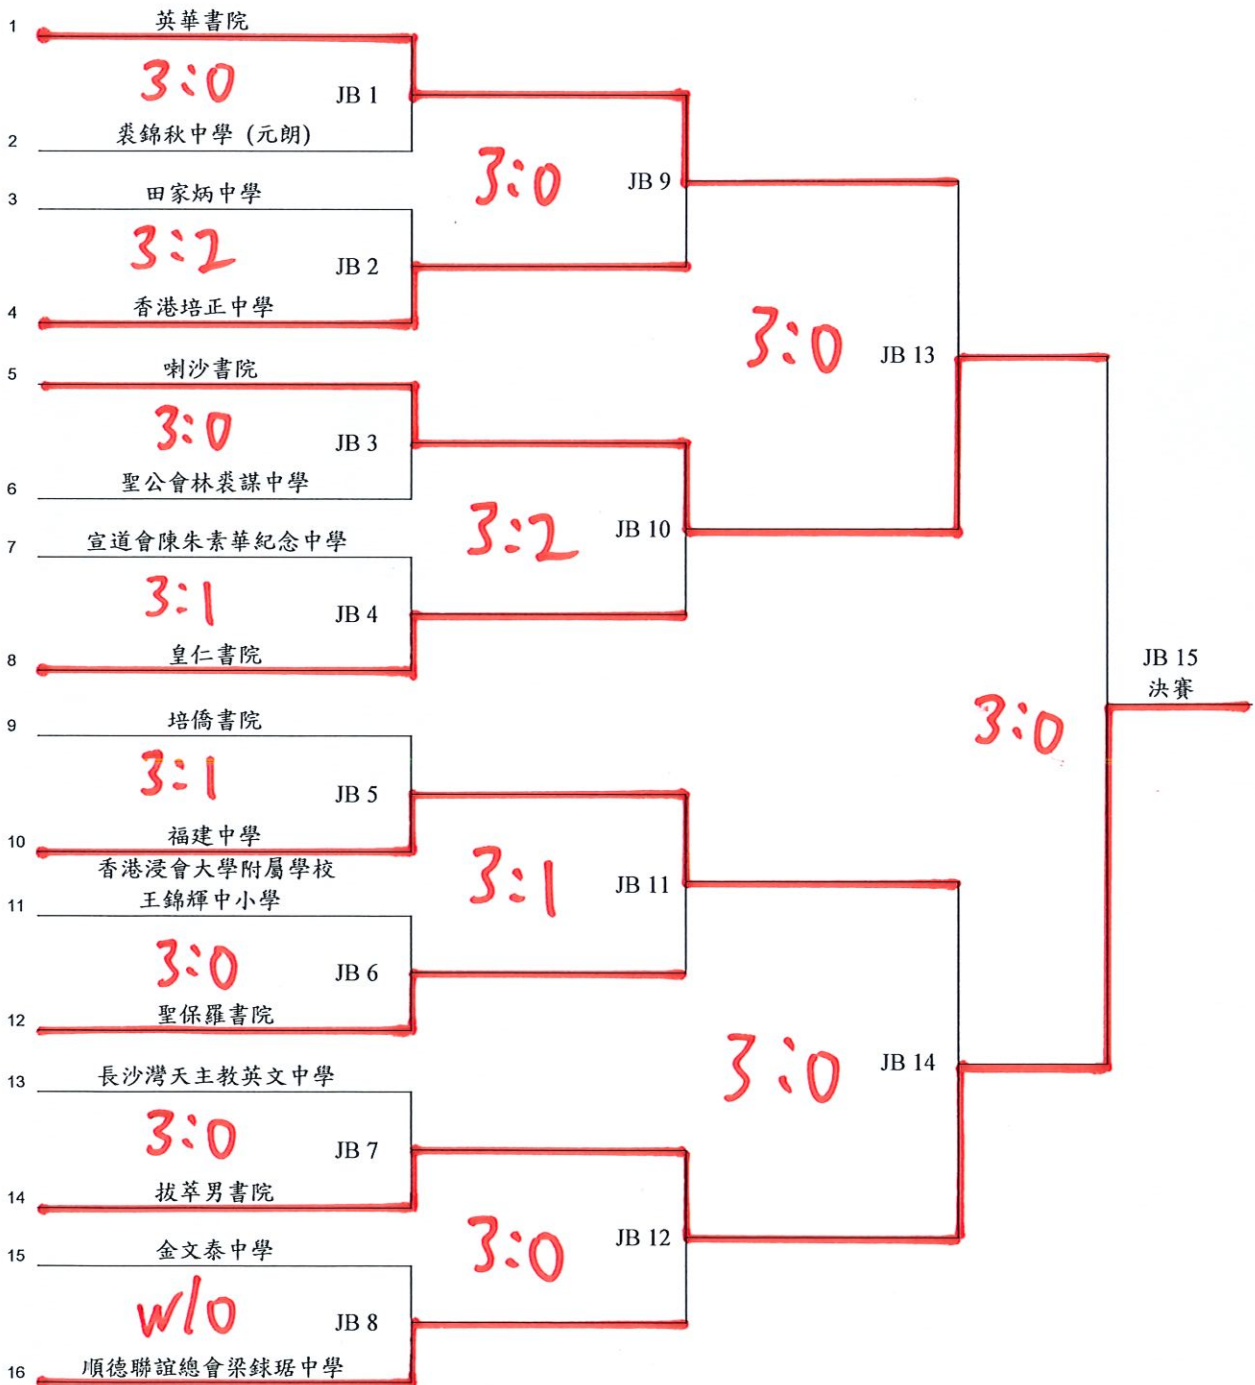 1 英華書院
3:0 JB 1
2 裘錦秋中學 (元朗)
3:0 JB 9
3 田家炳中學
3:2 JB 2
4 香港培正中學
3:0 JB 13
5 喇沙書院
3:0 JB 3
6 聖公會林裘謀中學
3:2 JB 10
7 宣道會陳朱素華紀念中學
3:1 JB 4
8 皇仁書院
JB 15
決賽
3:0
9 培僑書院
3:1 JB 5
10 福建中學
3:1 JB 11
香港浸會大學附屬學校
11 王錦輝中小學
3:0 JB 6
12 聖保羅書院
3:0 JB 14
13 長沙灣天主教英文中學
3:0 JB 7
14 拔萃男書院
3:0 JB 12
15 金文泰中學
w/o JB 8
16 順德聯誼總會梁銶琚中學